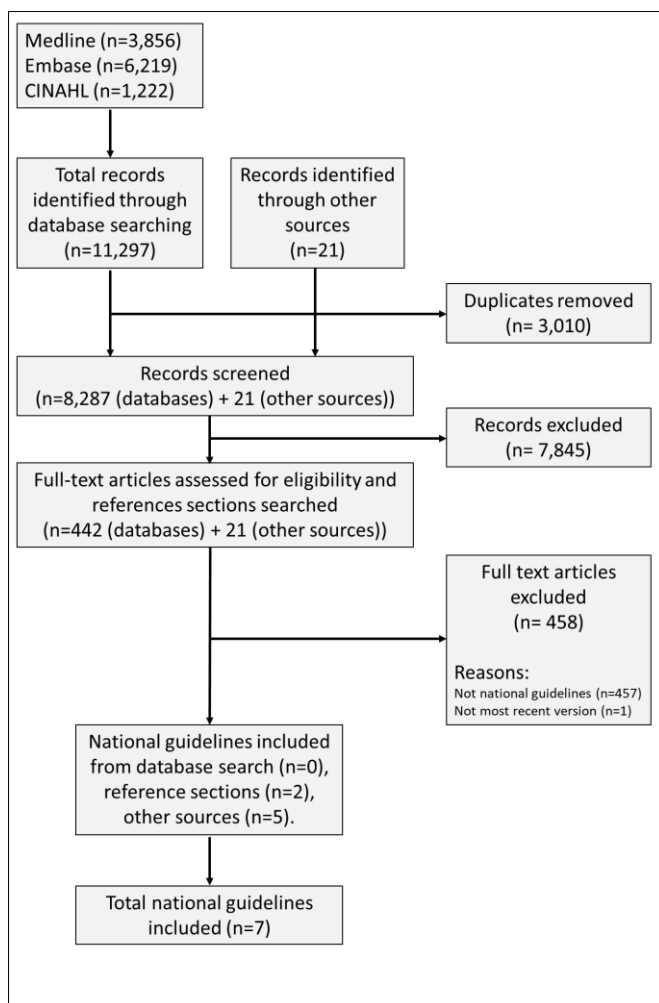 Medline (n=3,856)
Embase (n=6,219)
CINAHL (n=1,222)
Total records
identified through
database searching
(n=11,297)
Records identified
through other
sources
(n=21)
Duplicates removed
(n= 3,010)
Records screened
(n=8,287 (databases) + 21 (other sources))
Records excluded
(n= 7,845)
Full-text articles assessed for eligibility and
references sections searched
(n=442 (databases) + 21 (other sources))
Full text articles
excluded
(n= 458)
Reasons:
Not national guidelines (n=457)
Not most recent version (n=1)
National guidelines included
from database search (n=0),
reference sections (n=2),
other sources (n=5).
Total national guidelines
included (n=7)